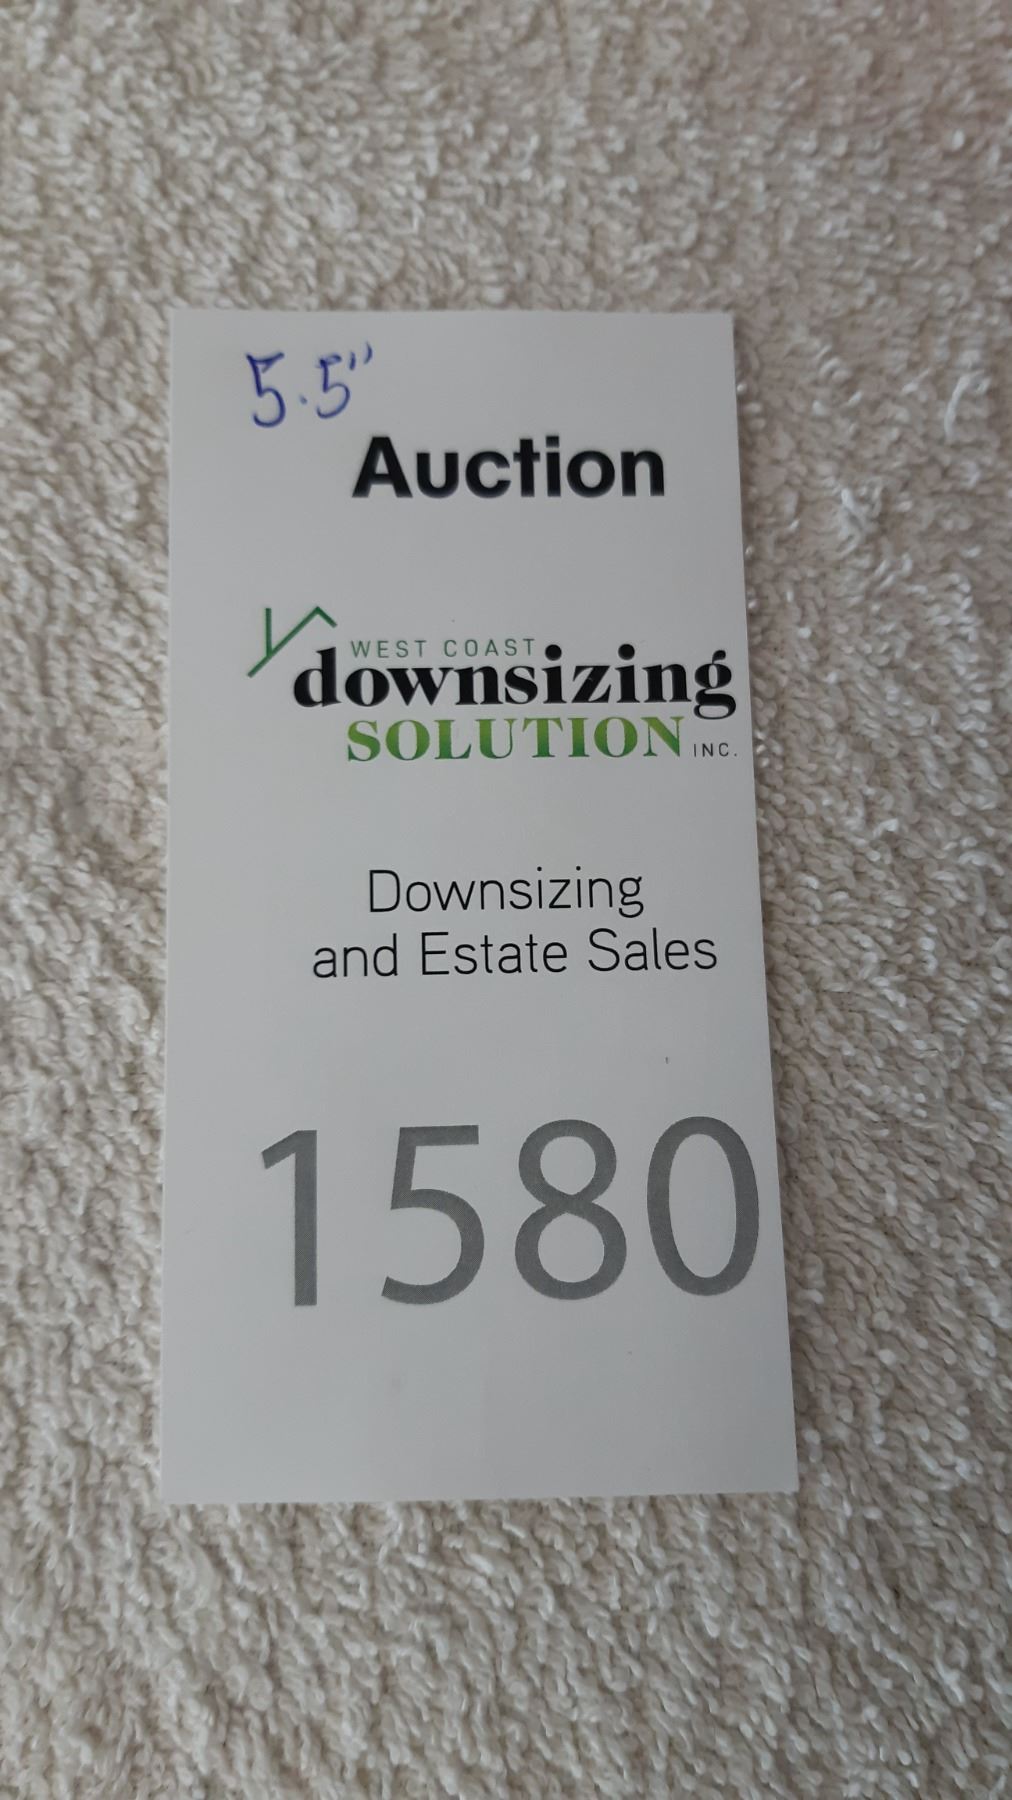 5.5"
Auction
WEST COAST
downsizing
SOLUTION INC.
Downsizing
and Estate Sales
1580